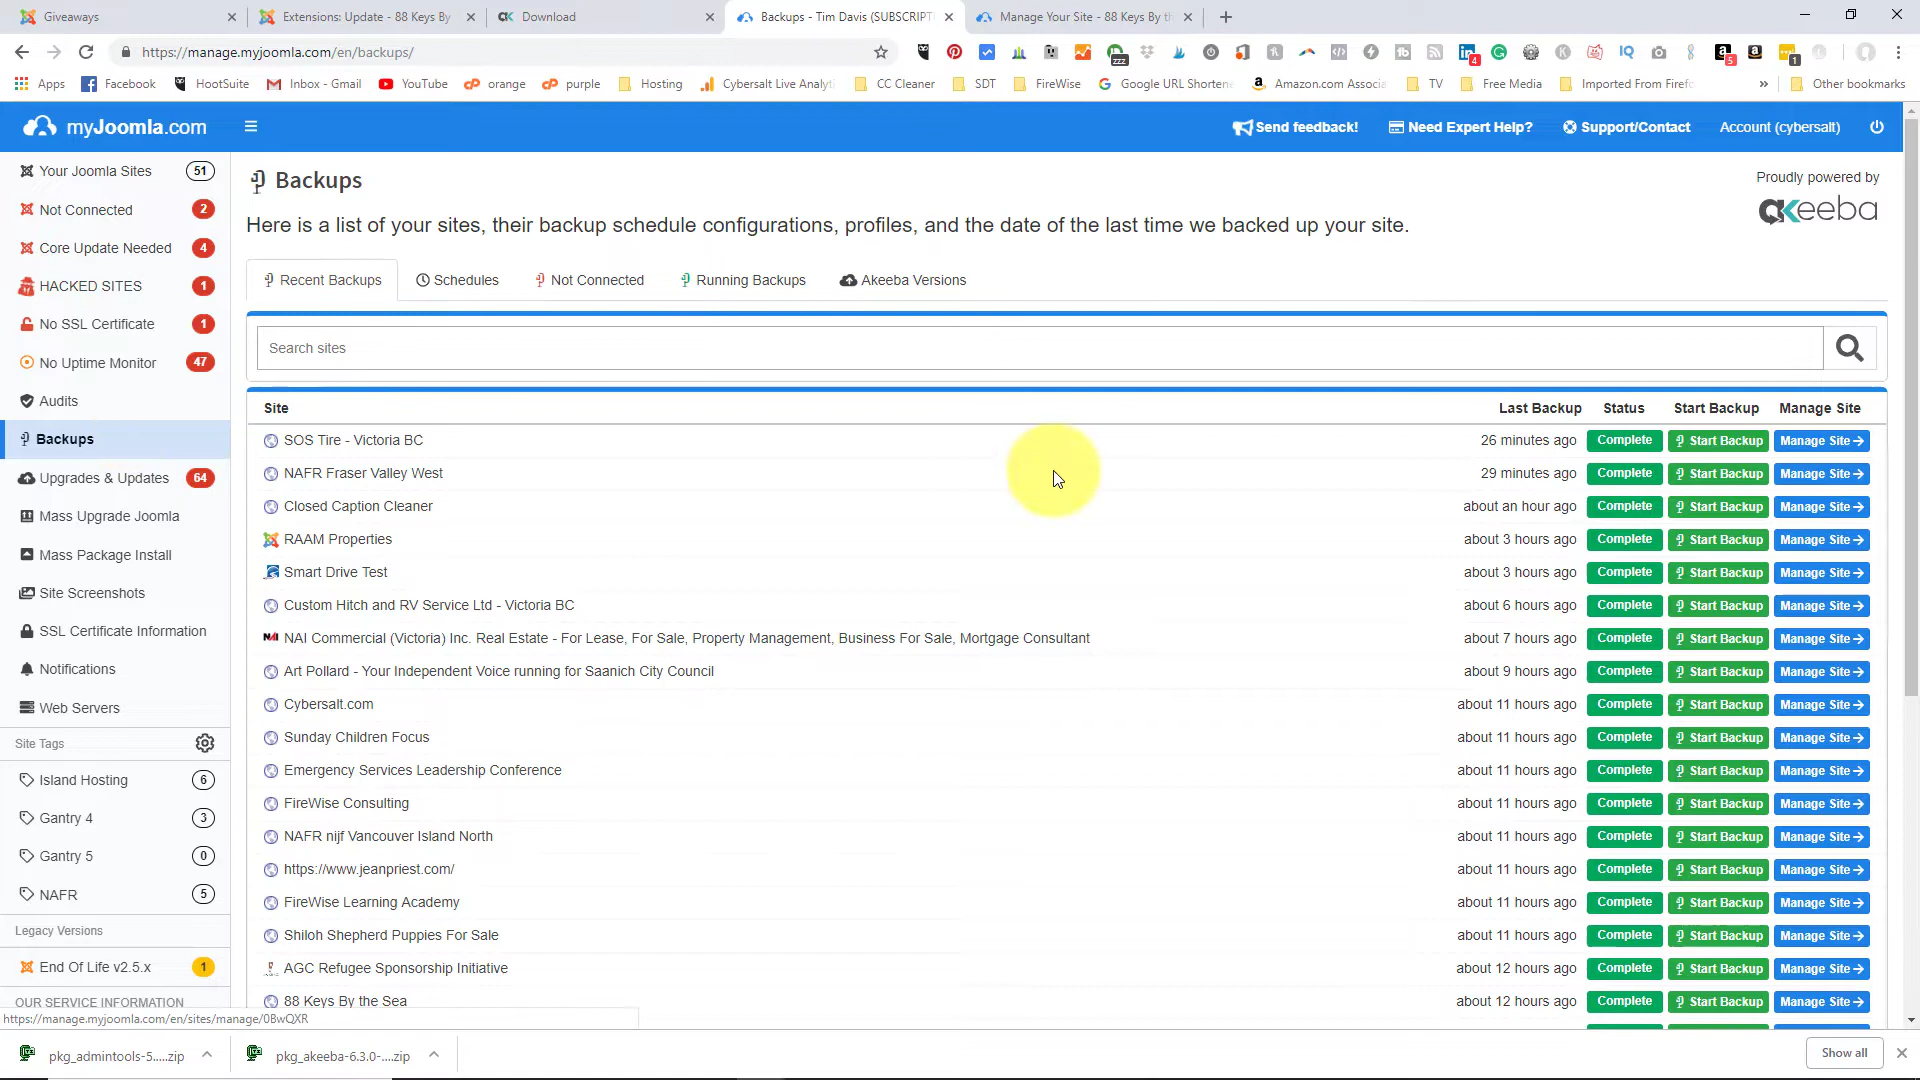 Giveaways
Extensions: Update - 88 Keys By
Download
Backups - Tim Davis (SUBSCRIPT
Manage Your Site - 88 Keys By th
https://manage.myjoomla.com/en/backups/
zzz
4
5
1
Apps
Facebook
HootSuite
Inbox - Gmail
YouTube
orange
purple
Hosting
Cybersalt Live Analyti
CC Cleaner
SDT
FireWise
Google URL Shortene
Amazon.com Associa
TV
Free Media
Imported From Firefo
»
Other bookmarks
myJoomla.com
Send feedback!
Need Expert Help?
Support/Contact
Account (cybersalt)
Your Joomla Sites 51
Not Connected 2
Core Update Needed 4
HACKED SITES 1
No SSL Certificate 1
No Uptime Monitor 47
Audits
Backups
Upgrades & Updates 64
Mass Upgrade Joomla
Mass Package Install
Site Screenshots
SSL Certificate Information
Notifications
Web Servers
Site Tags
Island Hosting 6
Gantry 4 3
Gantry 5 0
NAFR 5
Legacy Versions
End Of Life v2.5.x 1
OUR SERVICE INFORMATION
https://manage.myjoomla.com/en/sites/manage/0BwQXR
Backups
Proudly powered by
akeeba
Here is a list of your sites, their backup schedule configurations, profiles, and the date of the last time we backed up your site.
Recent Backups
Schedules
Not Connected
Running Backups
Akeeba Versions
Search sites
Site Last Backup Status Start Backup Manage Site
SOS Tire - Victoria BC 26 minutes ago Complete Start Backup Manage Site
NAFR Fraser Valley West 29 minutes ago Complete Start Backup Manage Site
Closed Caption Cleaner about an hour ago Complete Start Backup Manage Site
RAAM Properties about 3 hours ago Complete Start Backup Manage Site
Smart Drive Test about 3 hours ago Complete Start Backup Manage Site
Custom Hitch and RV Service Ltd - Victoria BC about 6 hours ago Complete Start Backup Manage Site
NAI Commercial (Victoria) Inc. Real Estate - For Lease, For Sale, Property Management, Business For Sale, Mortgage Consultant about 7 hours ago Complete Start Backup Manage Site
Art Pollard - Your Independent Voice running for Saanich City Council about 9 hours ago Complete Start Backup Manage Site
Cybersalt.com about 11 hours ago Complete Start Backup Manage Site
Sunday Children Focus about 11 hours ago Complete Start Backup Manage Site
Emergency Services Leadership Conference about 11 hours ago Complete Start Backup Manage Site
FireWise Consulting about 11 hours ago Complete Start Backup Manage Site
NAFR nijf Vancouver Island North about 11 hours ago Complete Start Backup Manage Site
https://www.jeanpriest.com/ about 11 hours ago Complete Start Backup Manage Site
FireWise Learning Academy about 11 hours ago Complete Start Backup Manage Site
Shiloh Shepherd Puppies For Sale about 11 hours ago Complete Start Backup Manage Site
AGC Refugee Sponsorship Initiative about 12 hours ago Complete Start Backup Manage Site
88 Keys By the Sea about 12 hours ago Complete Start Backup Manage Site
pkg_admintools-5.....zip
pkg_akeeba-6.3.0-....zip
Show all